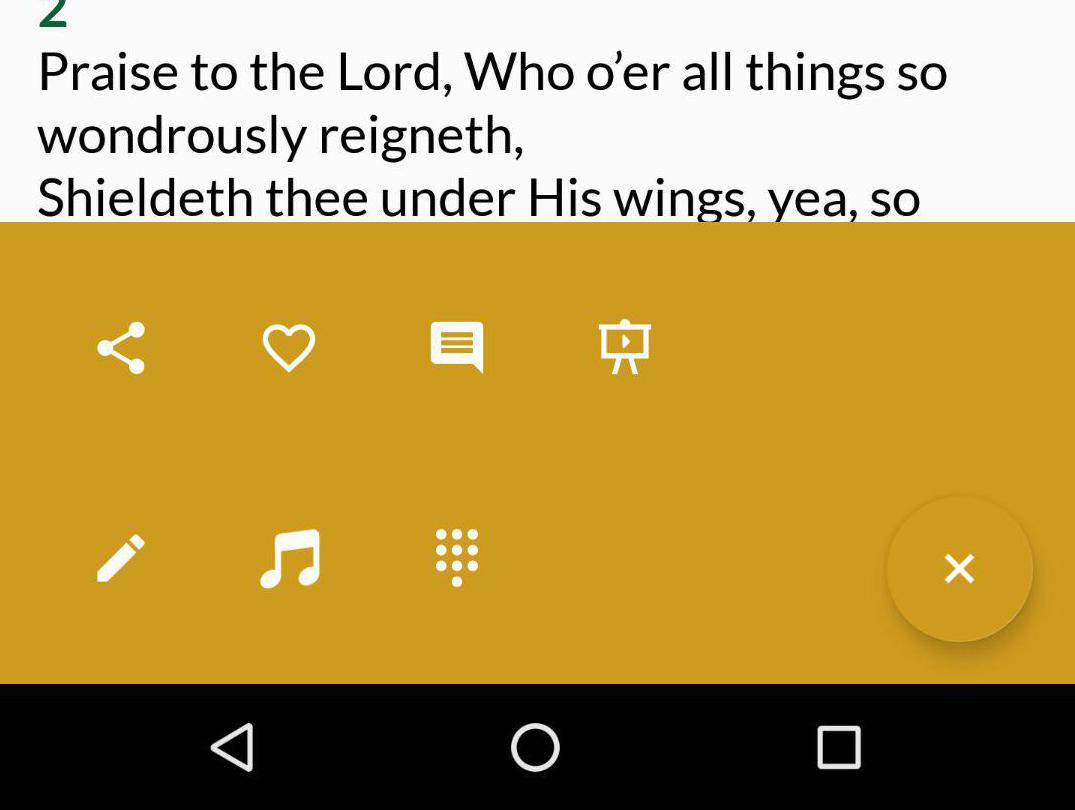 2
Praise to the Lord, Who o’er all things so
wondrously reigneth,
Shieldeth thee under His wings, yea, so